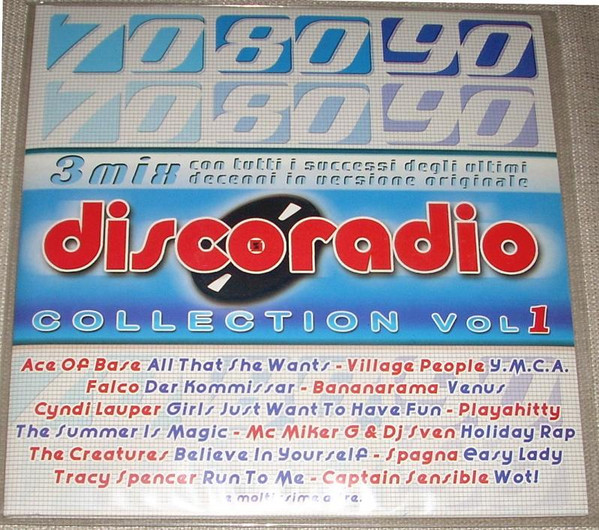 70 80 90
70 80 90
3 mix con tutti i successi degli ultimi
decenni in versione originale
discoradio
COLLECTION VOL 1
Ace Of Base All That She Wants - Village People Y.M.C.A.
Falco Der Kommissar - Bananarama Venus
Cyndi Lauper Girls Just Want To Have Fun - Playahitty
The Summer Is Magic - Mc Miker G & Dj Sven Holiday Rap
The Creatures Believe In Yourself - Spagna Easy Lady
Tracy Spencer Run To Me - Captain Sensible Wot!